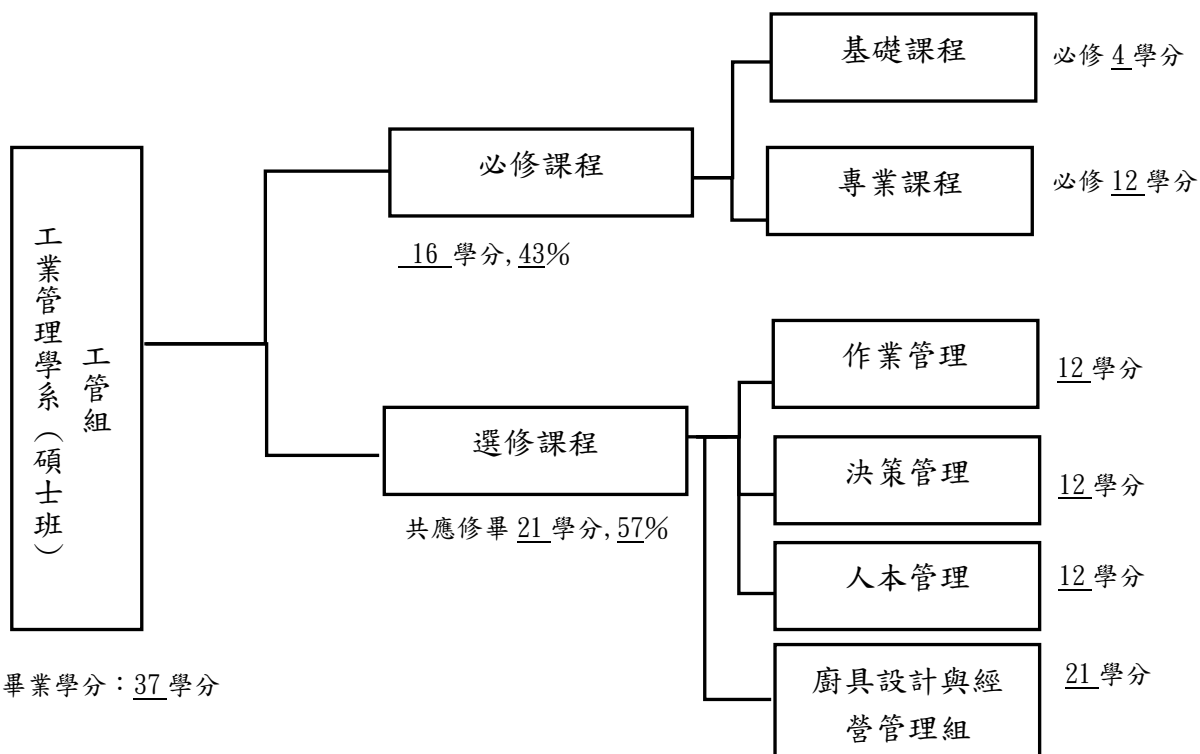 工業管理學系（碩士班）
工管組
畢業學分：37 學分
必修課程
16 學分, 43%
基礎課程
必修 4 學分
專業課程
必修 12 學分
選修課程
共應修畢 21 學分, 57%
作業管理
12 學分
決策管理
12 學分
人本管理
12 學分
廚具設計與經
營管理組
21 學分